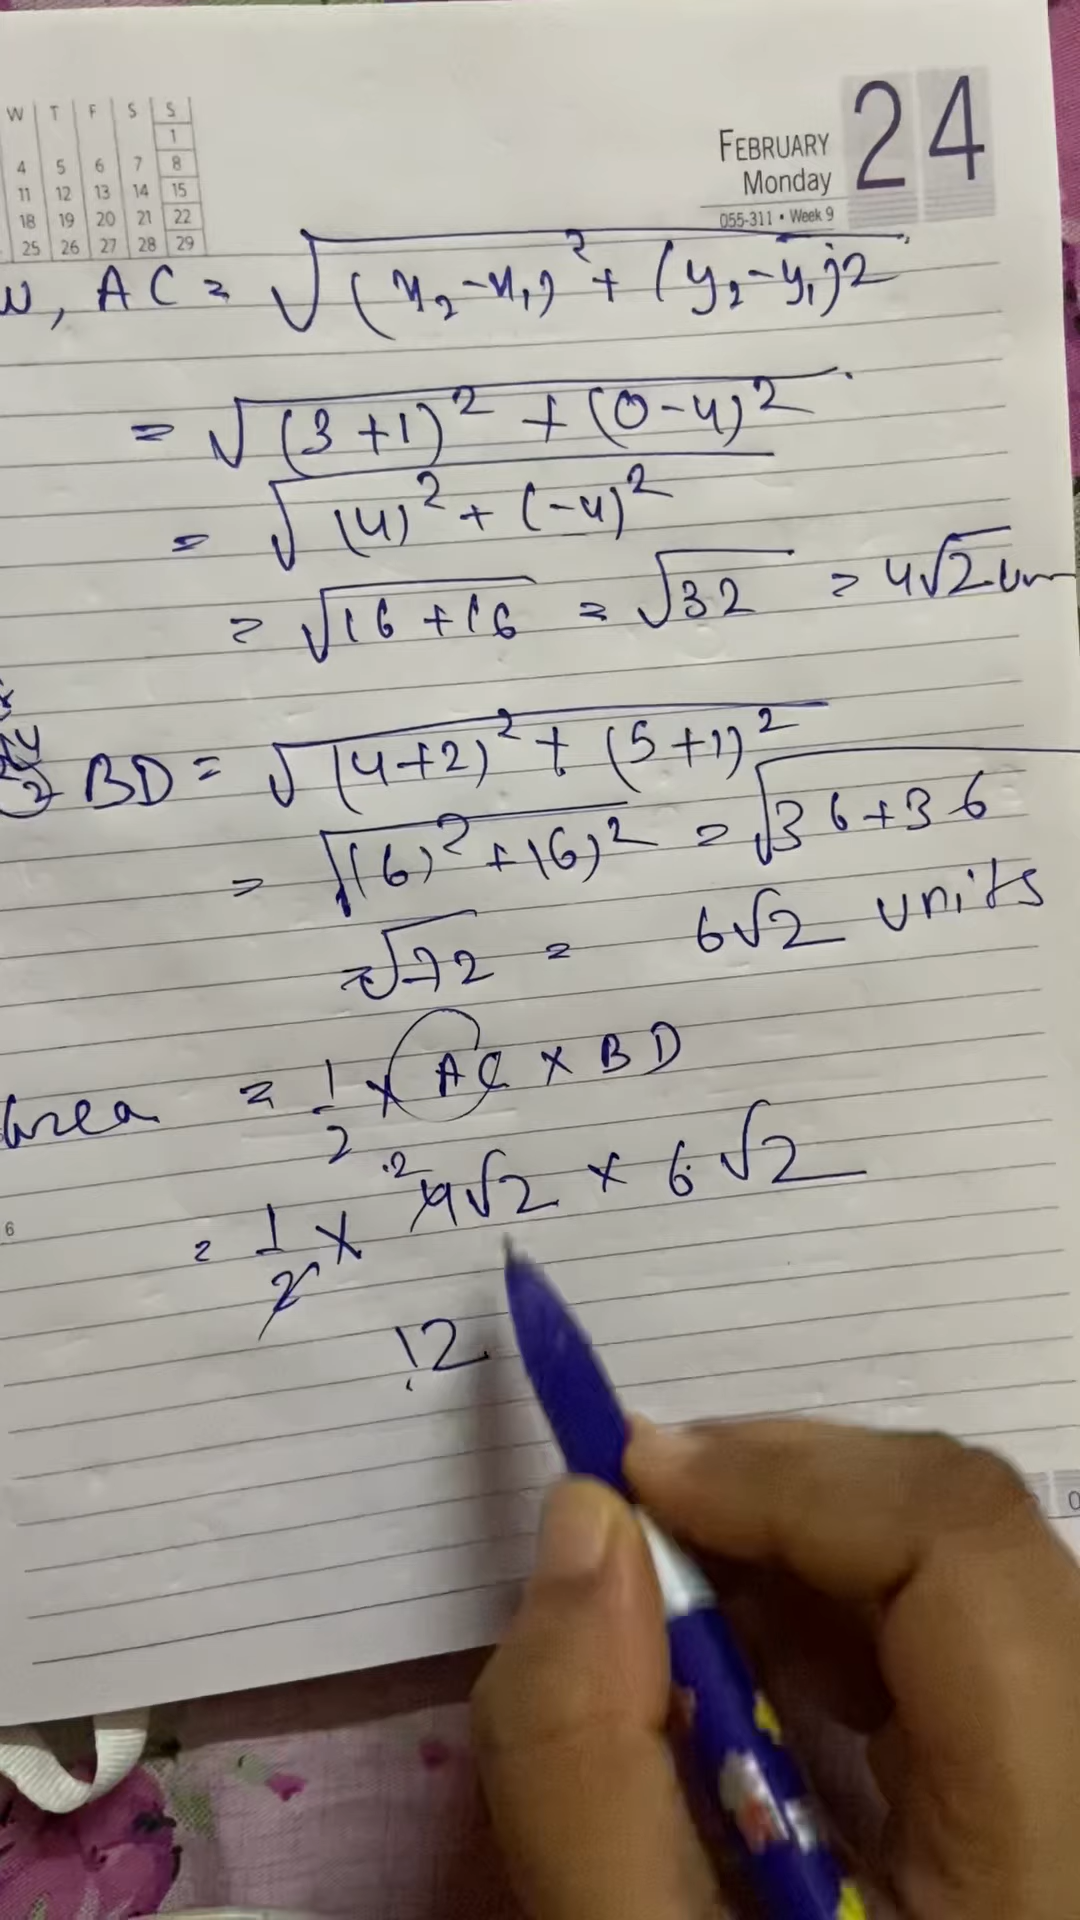 W T F S S
1
4 5 6 7 8
11 12 13 14 15
18 19 20 21 22
25 26 27 28 29
FEBRUARY 24
Monday
055-311 • Week 9
, AC = √(x₂-x₁)² + (y₂-y₁)2
= √(3+1)² + (0-4)²
= √(4)² + (-4)²
= √16+16 = √32 = 4√2
BD = √(4+2)² + (5+1)²
= √(6)² + (6)² = √36+36
= √72 = 6√2 units
Area = 1/2 × AC × BD
6
= 1/2 × 4√2 × 6√2
2
12